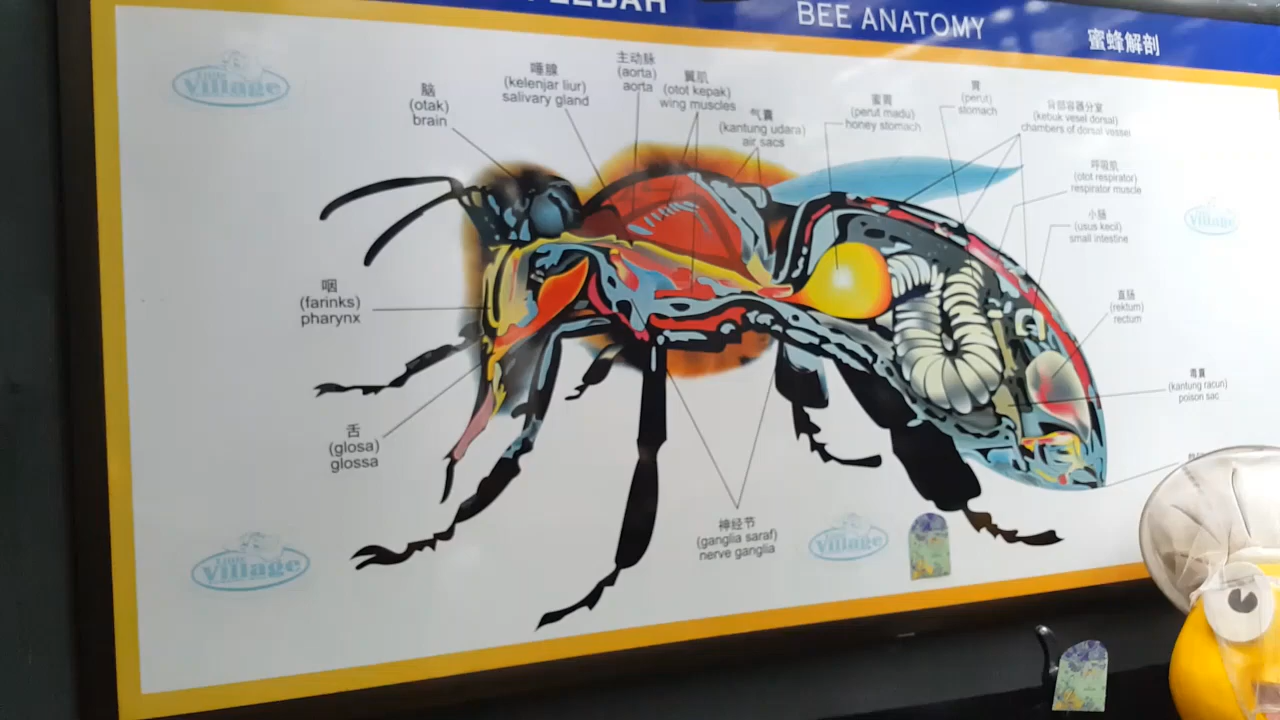 LEBAH
BEE ANATOMY
蜜蜂解剖
Village
脑
(otak)
brain
唾腺
(kelenjar liur)
salivary gland
主动脉
(aorta)
aorta
翼肌
(otot kepak)
wing muscles
气囊
(kantung udara)
air sacs
蜜胃
(perut madu)
honey stomach
胃
(perut)
stomach
背部容器分室
(kebuk vesel dorsal)
chambers of dorsal vessel
呼吸肌
(otot respirator)
respirator muscle
小肠
(usus kecil)
small intestine
Village
咽
(farinks)
pharynx
直肠
(rektum)
rectum
毒囊
(kantung racun)
poison sac
舌
(glosa)
glossa
神经节
(ganglia saraf)
nerve ganglia
Village
Village